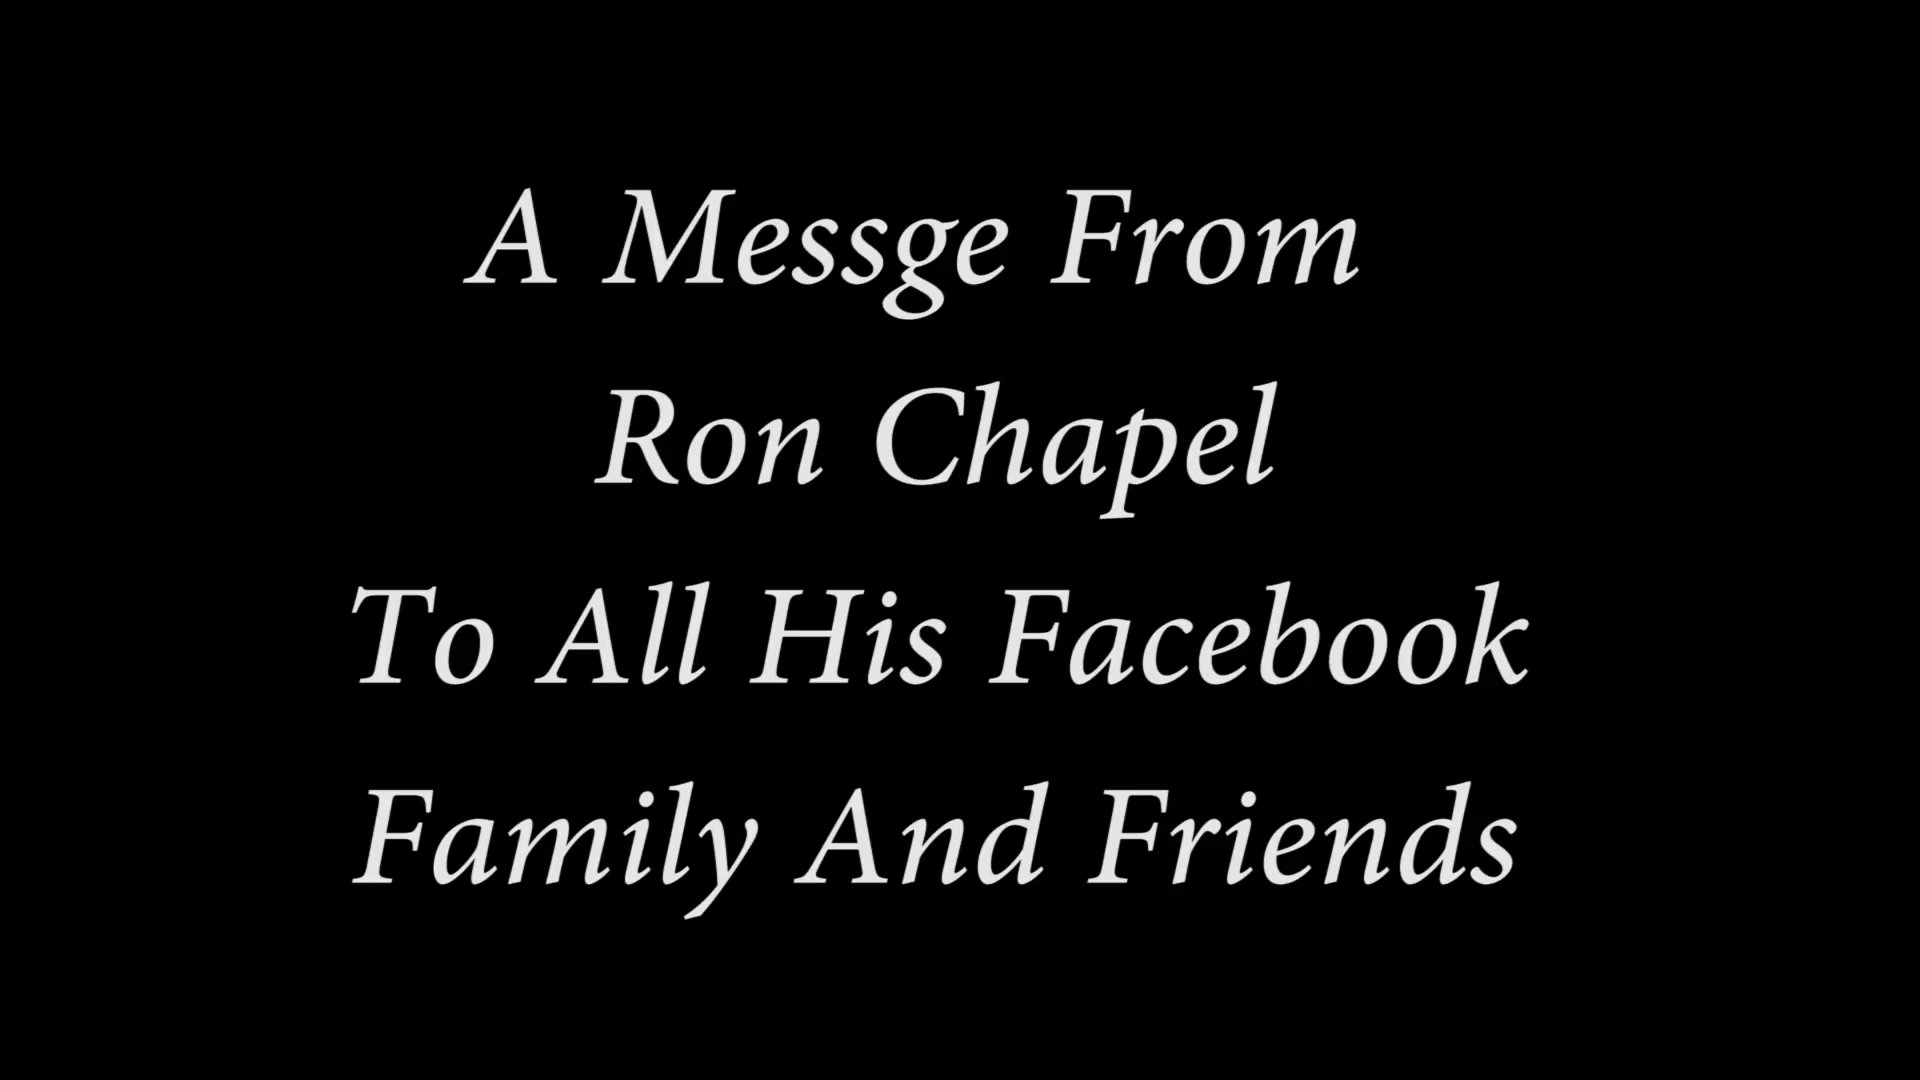 A Messge From
Ron Chapel
To All His Facebook
Family And Friends